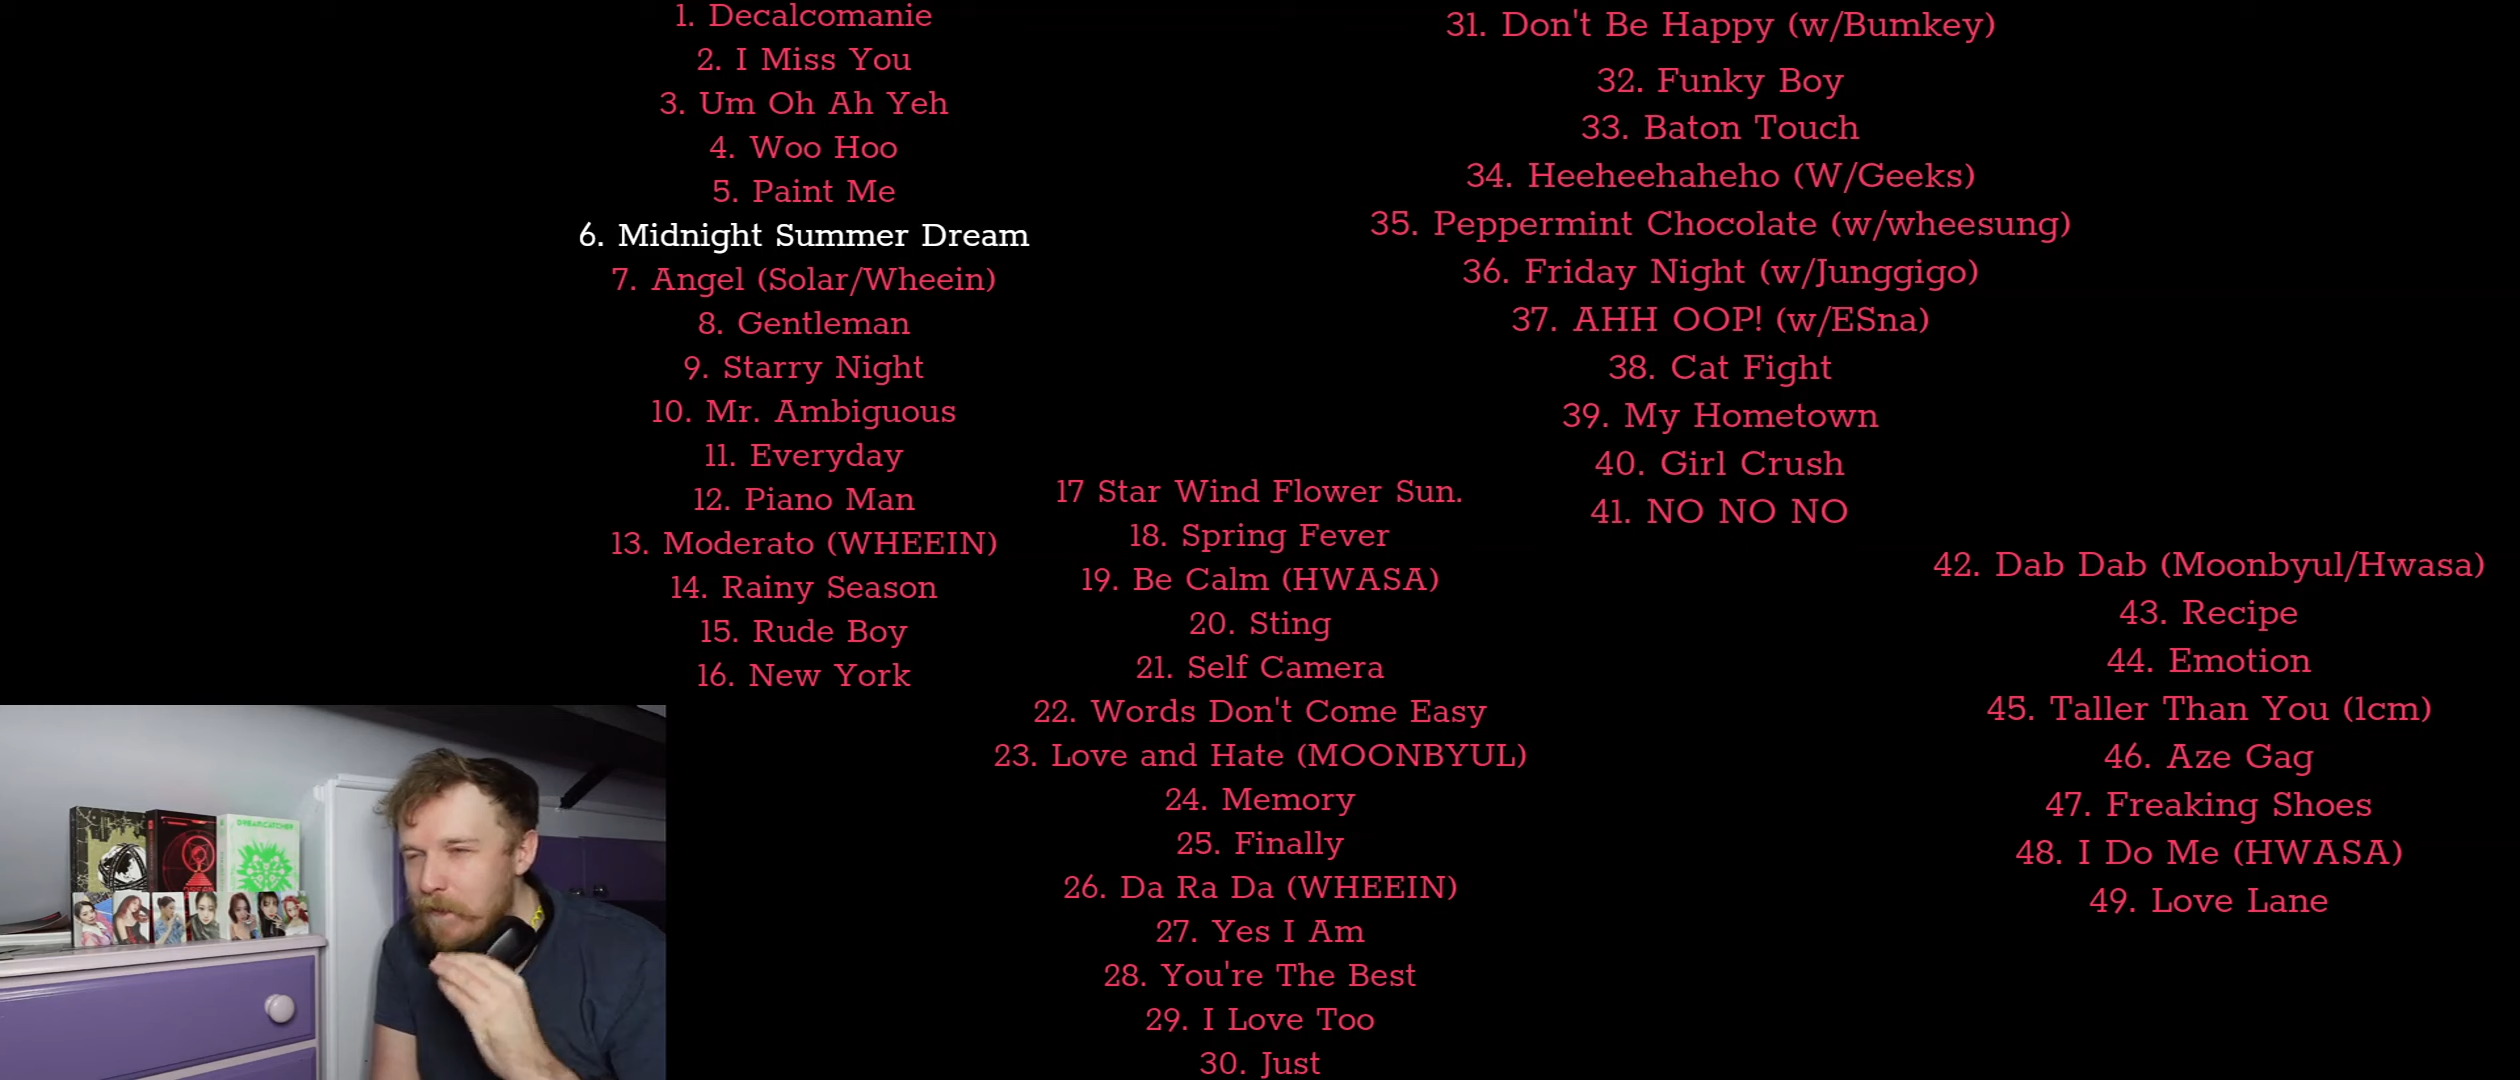 1. Decalcomanie
2. I Miss You
3. Um Oh Ah Yeh
4. Woo Hoo
5. Paint Me
6. Midnight Summer Dream
7. Angel (Solar/Wheein)
8. Gentleman
9. Starry Night
10. Mr. Ambiguous
11. Everyday
12. Piano Man
13. Moderato (WHEEIN)
14. Rainy Season
15. Rude Boy
16. New York
17 Star Wind Flower Sun.
18. Spring Fever
19. Be Calm (HWASA)
20. Sting
21. Self Camera
22. Words Don't Come Easy
23. Love and Hate (MOONBYUL)
24. Memory
25. Finally
26. Da Ra Da (WHEEIN)
27. Yes I Am
28. You're The Best
29. I Love Too
30. Just
31. Don't Be Happy (w/Bumkey)
32. Funky Boy
33. Baton Touch
34. Heeheehaheho (W/Geeks)
35. Peppermint Chocolate (w/wheesung)
36. Friday Night (w/Junggigo)
37. AHH OOP! (w/ESna)
38. Cat Fight
39. My Hometown
40. Girl Crush
41. NO NO NO
42. Dab Dab (Moonbyul/Hwasa)
43. Recipe
44. Emotion
45. Taller Than You (1cm)
46. Aze Gag
47. Freaking Shoes
48. I Do Me (HWASA)
49. Love Lane
DREAMCATCHER